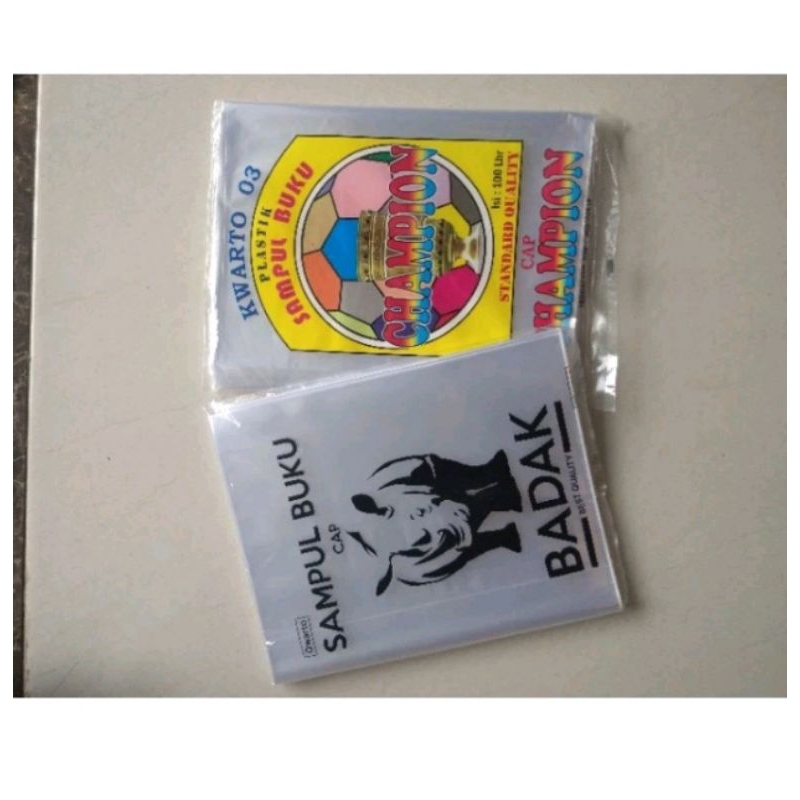 KWARTO 03
PLASTIK
SAMPUL BUKU
CHAMPION
Isi : 100 Lbr
STANDARD QUALITY
CAP
CHAMPION
Qwarto
SAMPUL BUKU
CAP
BADAK
BEST QUALITY